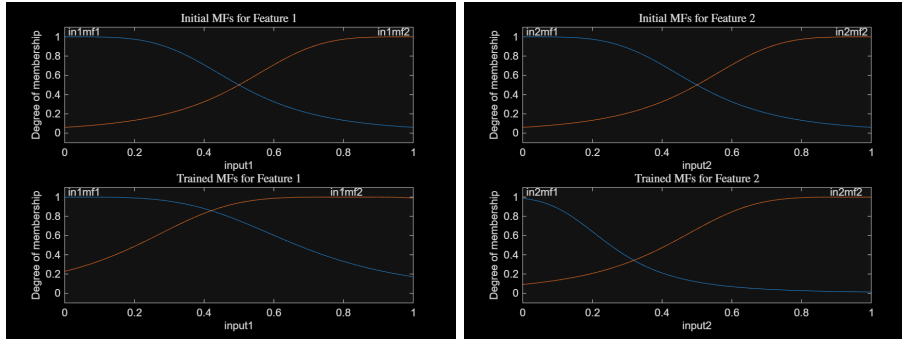 Initial MFs for Feature 1
in1mf1 in1mf2
Degree of membership
1
0.8
0.6
0.4
0.2
0
0 0.2 0.4 0.6 0.8 1
input1
Trained MFs for Feature 1
in1mf1 in1mf2
Degree of membership
1
0.8
0.6
0.4
0.2
0
0 0.2 0.4 0.6 0.8 1
input1
Initial MFs for Feature 2
in2mf1 in2mf2
Degree of membership
1
0.8
0.6
0.4
0.2
0
0 0.2 0.4 0.6 0.8 1
input2
Trained MFs for Feature 2
in2mf1 in2mf2
Degree of membership
1
0.8
0.6
0.4
0.2
0
0 0.2 0.4 0.6 0.8 1
input2